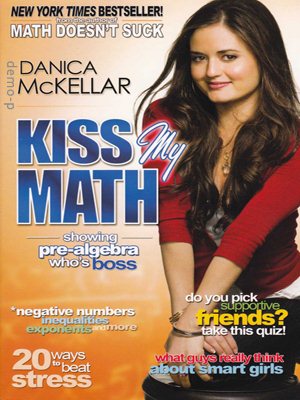 NEW YORK TIMES BESTSELLER!
from the author of
MATH DOESN'T SUCK
demo-p
DANICA
McKELLAR
KISS My
MATH
showing
pre-algebra
who's boss
negative numbers
inequalities
exponents and more
do you pick
supportive
friends?
take this quiz!
20 ways
to beat
stress
what guys really think
about smart girls